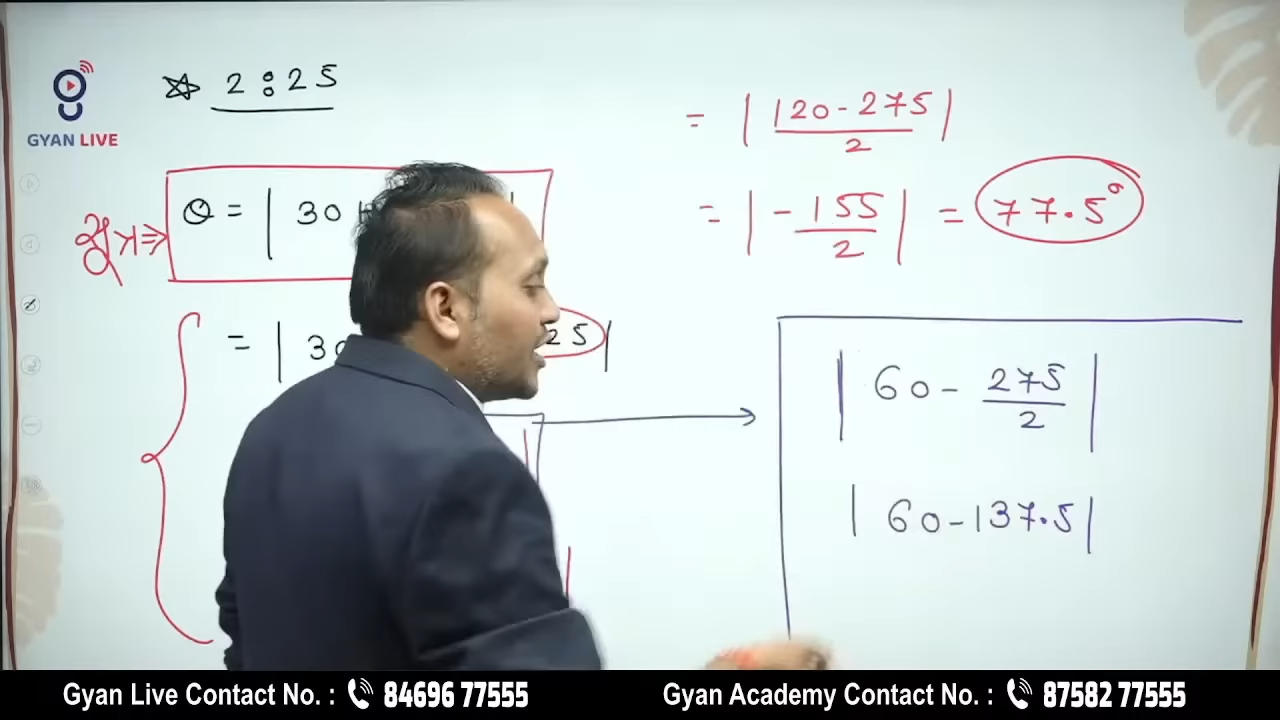 GYAN LIVE
☆ 2:25
સૂત્ર ⇒ θ = | 30
= | 30 25 |
= | 120 - 275 / 2 |
= | - 155 / 2 | = 77.5°
| 60 - 275 / 2 |
| 60 - 137.5 |
Gyan Live Contact No. : 84696 77555
Gyan Academy Contact No. : 87582 77555